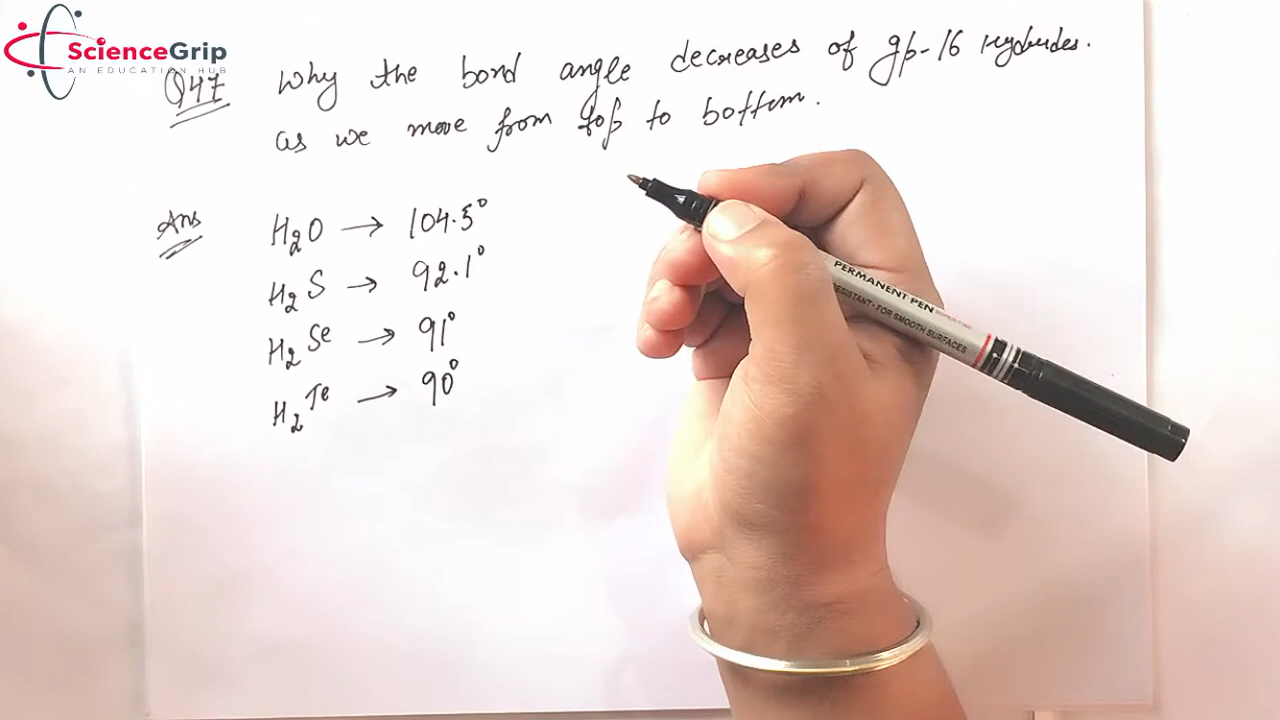 ScienceGrip
AN EDUCATION HUB
Q47 Why the bond angle decreases of gp-16 Hydrides.
as we move from top to bottom.
Ans H2O → 104.5°
H2S → 92.1°
H2Se → 91°
H2Te → 90°
PERMANENT PEN
RESISTANT • FOR SMOOTH SURFACES